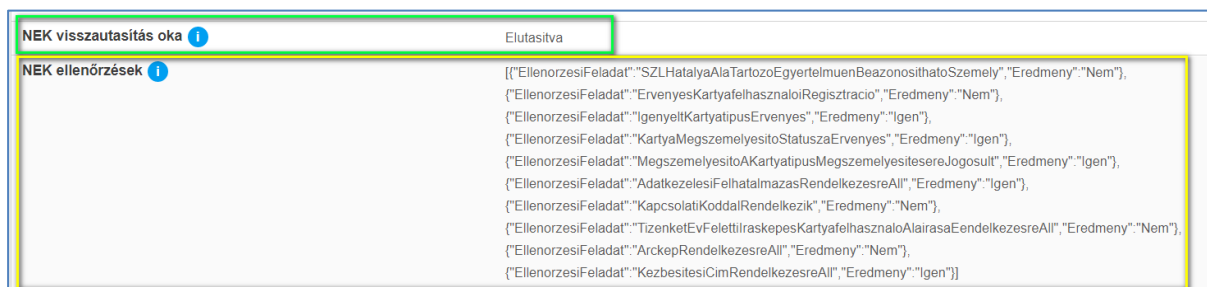 NEK visszautasítás oka i Elutasitva
NEK ellenőrzések i [{"EllenorzesiFeladat":"SZLHatalyaAlaTartozoEgyertelmuenBeazonosithatoSzemely","Eredmeny":"Nem"},
{"EllenorzesiFeladat":"ErvenyesKartyafelhasznaloiRegisztracio","Eredmeny":"Nem"},
{"EllenorzesiFeladat":"IgenyeltKartyatipusErvenyes","Eredmeny":"Igen"},
{"EllenorzesiFeladat":"KartyaMegszemelyesitoStatuszaErvenyes","Eredmeny":"Igen"},
{"EllenorzesiFeladat":"MegszemelyesitoAKartyatipusMegszemelyesitesereJogosult","Eredmeny":"Igen"},
{"EllenorzesiFeladat":"AdatkezelesiFelhatalmazasRendelkezesreAll","Eredmeny":"Igen"},
{"EllenorzesiFeladat":"KapcsolatiKoddalRendelkezik","Eredmeny":"Nem"},
{"EllenorzesiFeladat":"TizenketEvFelettiIraskepesKartyafelhasznaloAlairasaEendelkezesreAll","Eredmeny":"Nem"},
{"EllenorzesiFeladat":"ArckepRendelkezesreAll","Eredmeny":"Nem"},
{"EllenorzesiFeladat":"KezbesitesiCimRendelkezesreAll","Eredmeny":"Igen"}]